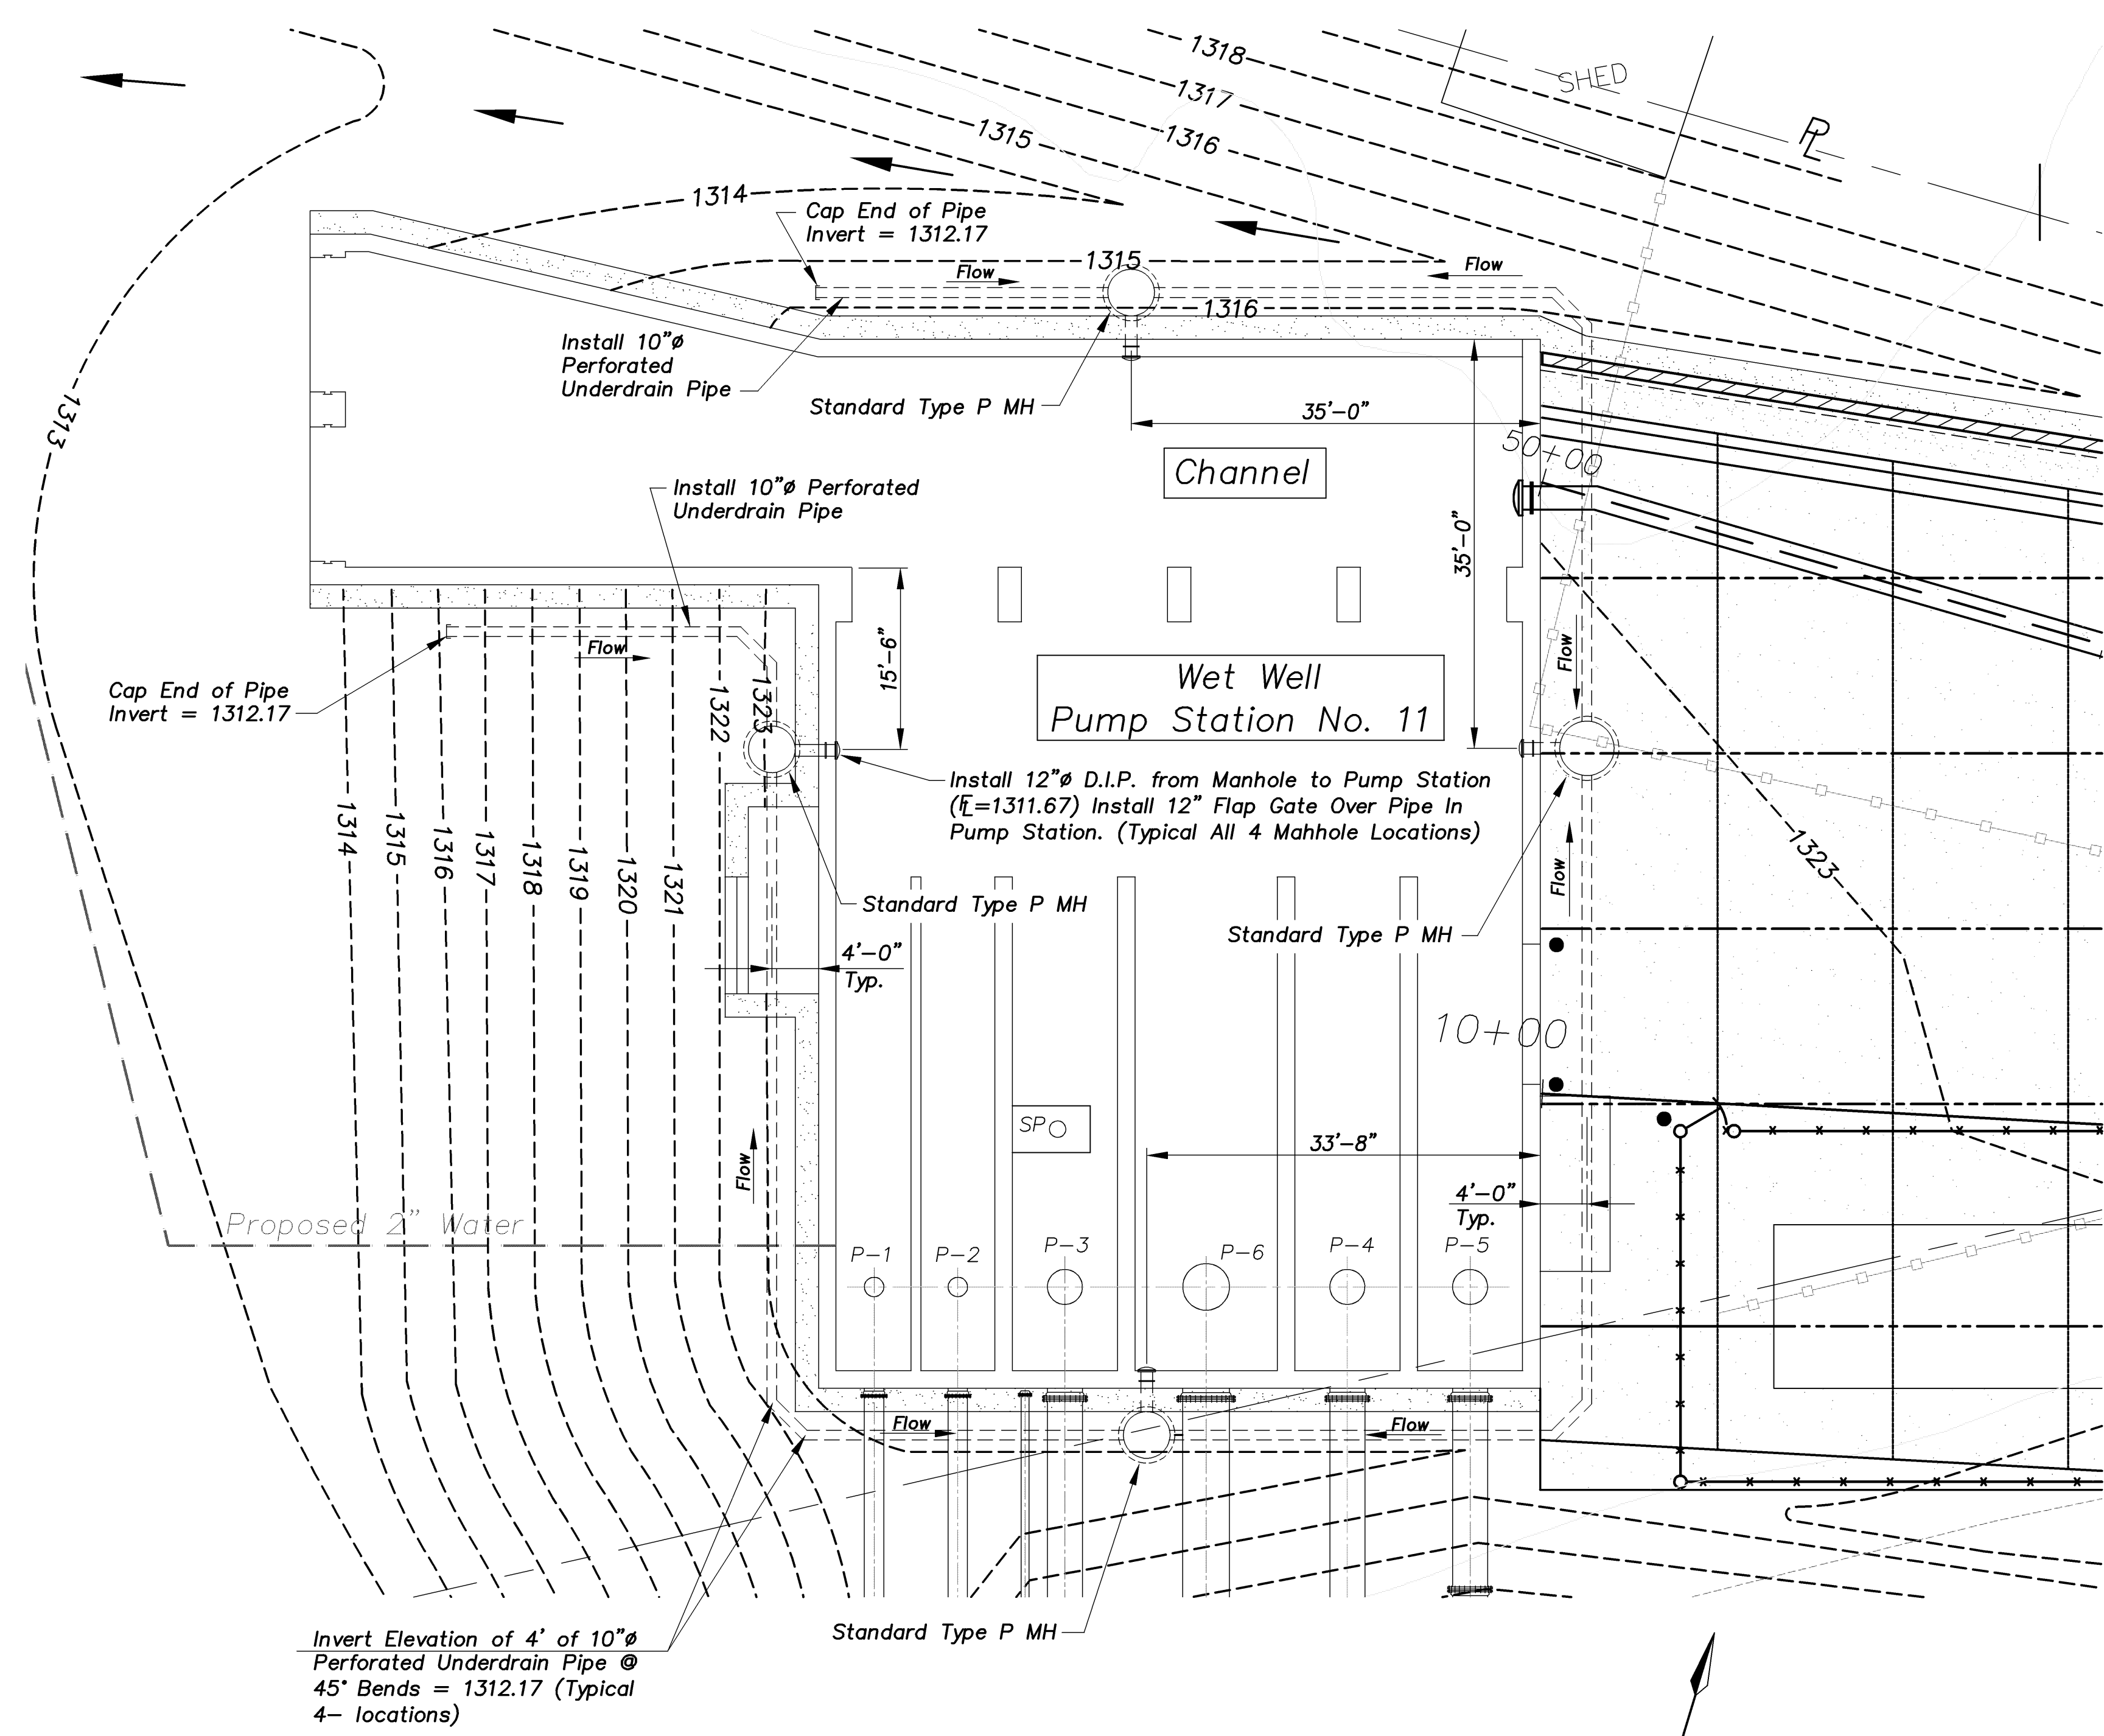 1318
SHED
1317
PL
1315
1316
1314
Cap End of Pipe
Invert = 1312.17
1315
Flow
Flow
1316
Install 10"ø
Perforated
Underdrain Pipe
Standard Type P MH
35'-0"
1313
50+00
Channel
Install 10"ø Perforated
Underdrain Pipe
35'-0"
15'-6"
Flow
Flow
Cap End of Pipe
Invert = 1312.17
1322
1323
Wet Well
Pump Station No. 11
Install 12"ø D.I.P. from Manhole to Pump Station
(FL=1311.67) Install 12" Flap Gate Over Pipe In
Pump Station. (Typical All 4 Mahhole Locations)
1314
1315
1316
1317
1318
1319
1320
1321
1323
Flow
Standard Type P MH
Standard Type P MH
4'-0"
Typ.
10+00
SP
33'-8"
Flow
4'-0"
Typ.
Proposed 2" Water
P-1
P-2
P-3
P-6
P-4
P-5
Flow
Flow
Standard Type P MH
Invert Elevation of 4' of 10"ø
Perforated Underdrain Pipe @
45° Bends = 1312.17 (Typical
4- locations)